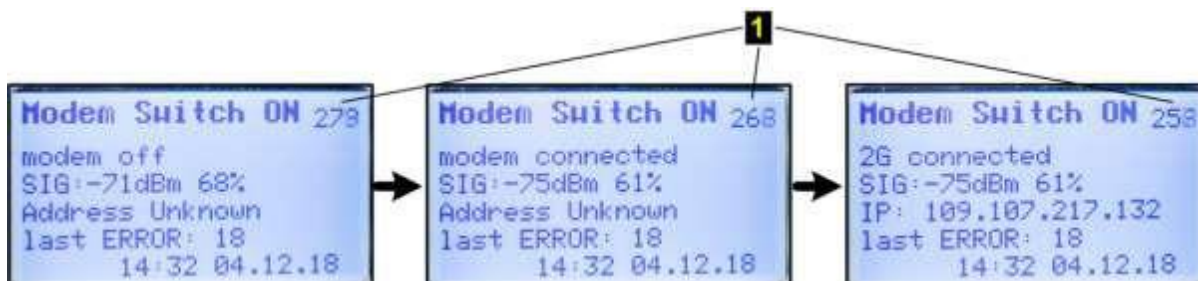 1
Modem Switch ON 279
modem off
SIG:-71dBm 68%
Address Unknown
last ERROR: 18
14:32 04.12.18
Modem Switch ON 268
modem connected
SIG:-75dBm 61%
Address Unknown
last ERROR: 18
14:32 04.12.18
Modem Switch ON 258
2G connected
SIG:-75dBm 61%
IP: 109.107.217.132
last ERROR: 18
14:32 04.12.18